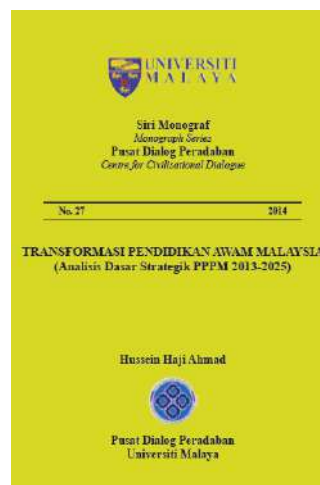 UNIVERSITI
MALAYA
Siri Monograf
Monograph Series
Pusat Dialog Peradaban
Centre for Civilisational Dialogue
No. 27 2014
TRANSFORMASI PENDIDIKAN AWAM MALAYSIA
(Analisis Dasar Strategik PPPM 2013-2025)
Hussein Haji Ahmad
Pusat Dialog Peradaban
Universiti Malaya